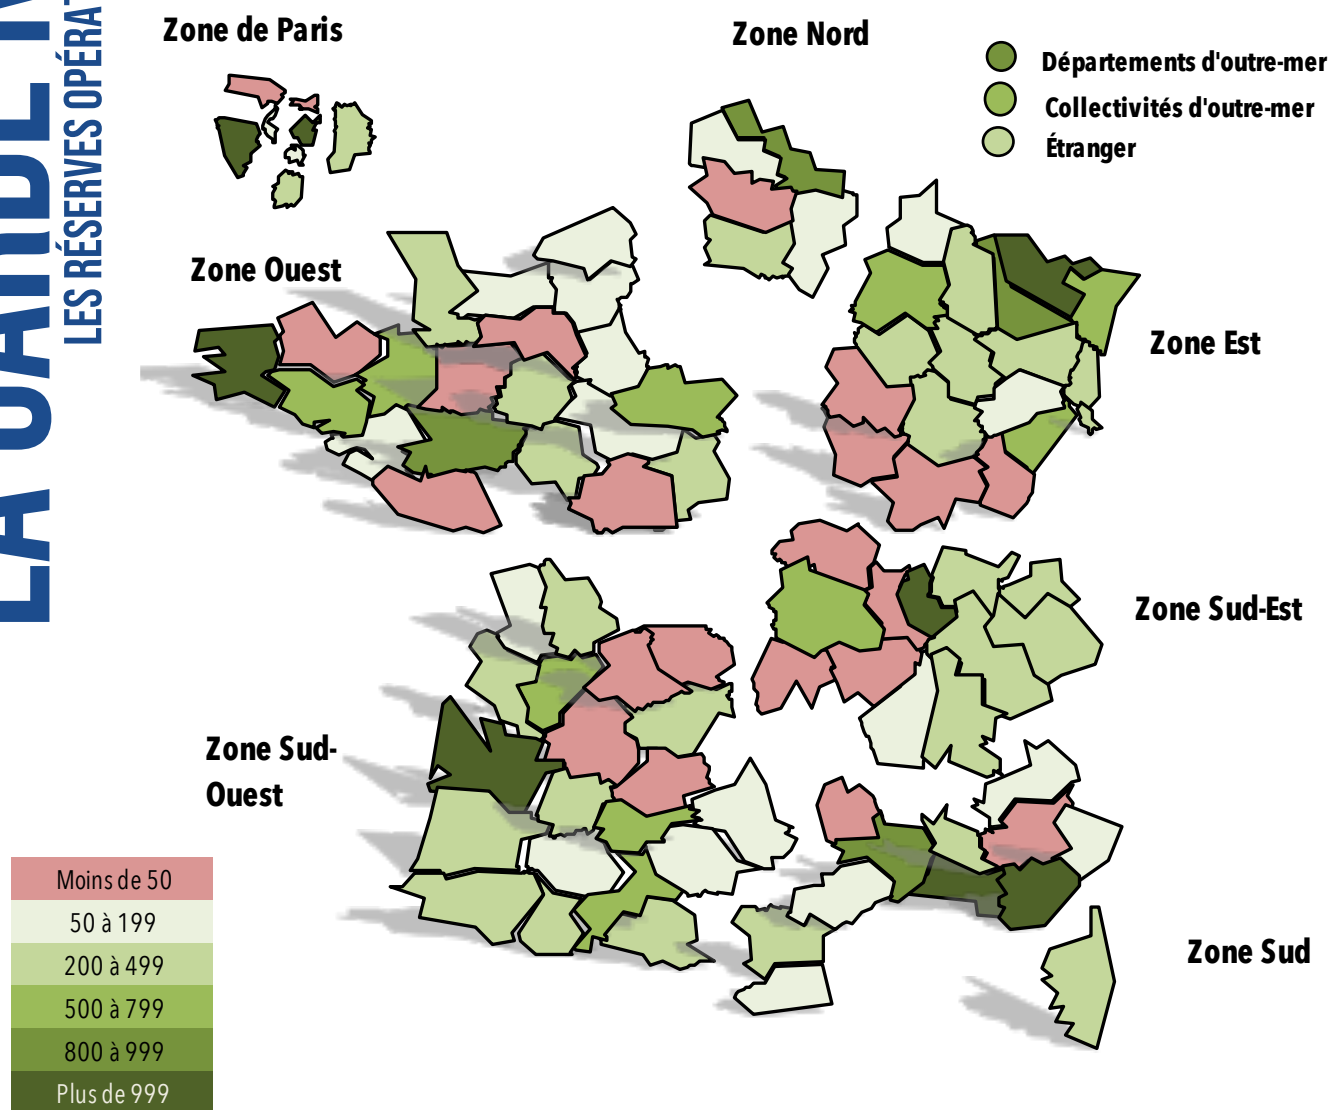 Zone de Paris
Zone Nord
Départements d'outre-mer
Collectivités d'outre-mer
Étranger
Zone Ouest
Zone Est
Zone Sud-Est
Zone Sud-
Ouest
Zone Sud
Moins de 50
50 à 199
200 à 499
500 à 799
800 à 999
Plus de 999
LES RÉSERVES
LA